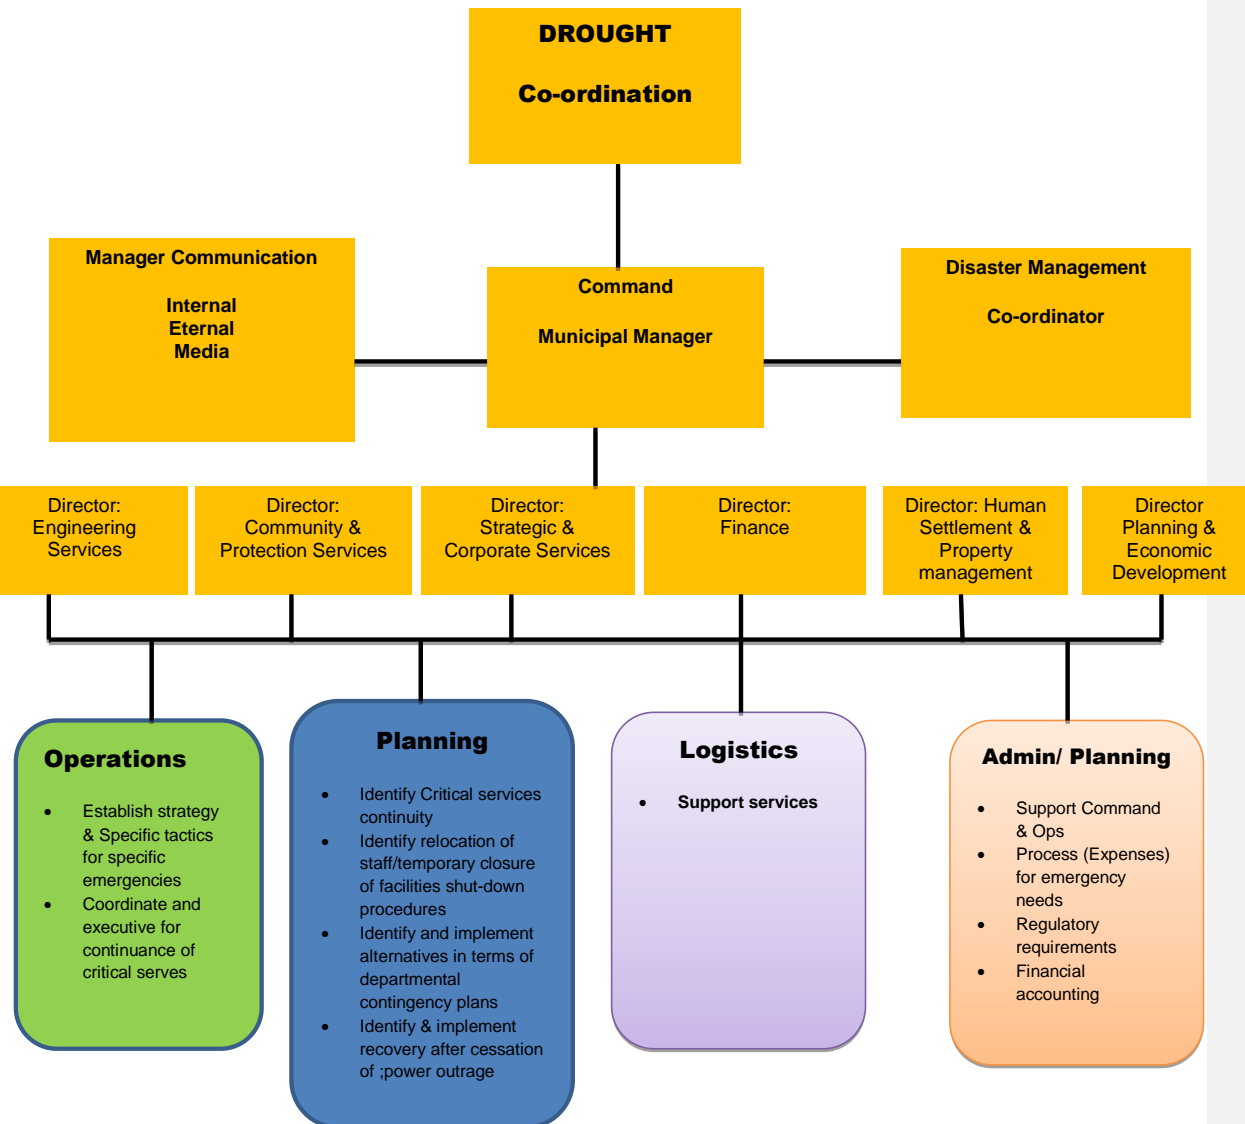 DROUGHT
Co-ordination
Manager Communication
Internal
Eternal
Media
Command
Municipal Manager
Disaster Management
Co-ordinator
Director:
Engineering
Services
Director:
Community &
Protection Services
Director:
Strategic &
Corporate Services
Director:
Finance
Director: Human
Settlement &
Property
management
Director
Planning &
Economic
Development
Operations
• Establish strategy
& Specific tactics
for specific
emergencies
• Coordinate and
executive for
continuance of
critical serves
Planning
• Identify Critical services
continuity
• Identify relocation of
staff/temporary closure
of facilities shut-down
procedures
• Identify and implement
alternatives in terms of
departmental
contingency plans
• Identify & implement
recovery after cessation
of ;power outrage
Logistics
• Support services
Admin/ Planning
• Support Command
& Ops
• Process (Expenses)
for emergency
needs
• Regulatory
requirements
• Financial
accounting